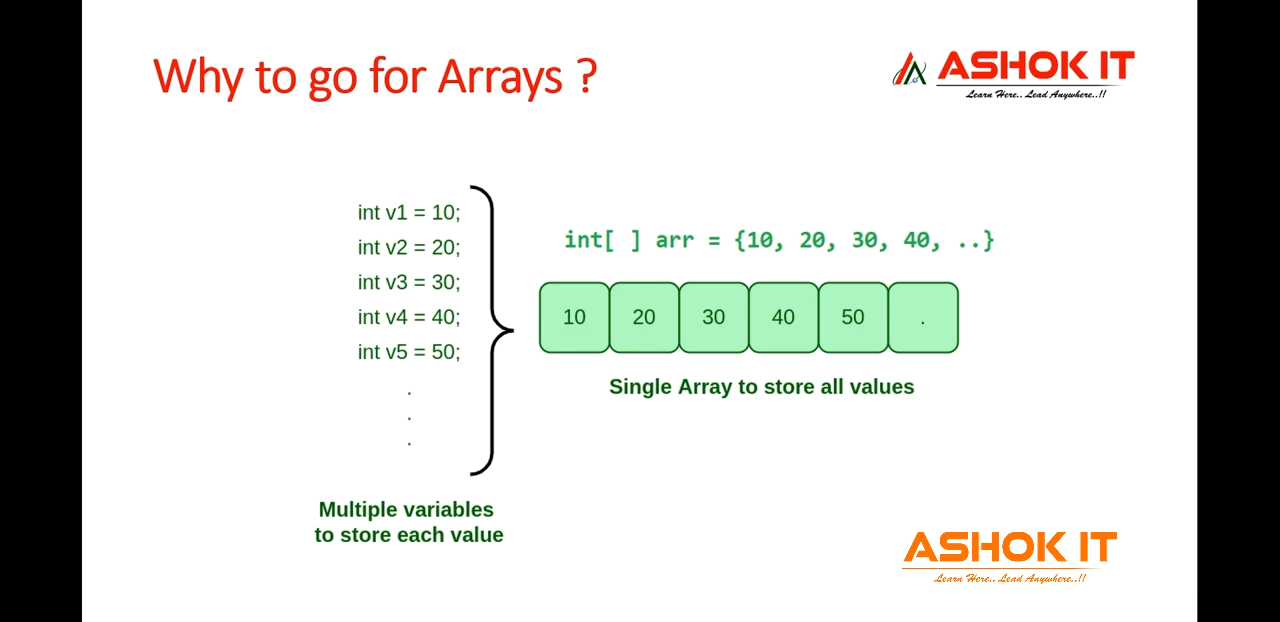 Why to go for Arrays ?
ASHOK IT
Learn Here.. Lead Anywhere..!!
int v1 = 10;
int v2 = 20;
int v3 = 30;
int v4 = 40;
int v5 = 50;
.
.
.
Multiple variables
to store each value
int[ ] arr = {10, 20, 30, 40, ..}
10 20 30 40 50 .
Single Array to store all values
ASHOK IT
Learn Here.. Lead Anywhere..!!